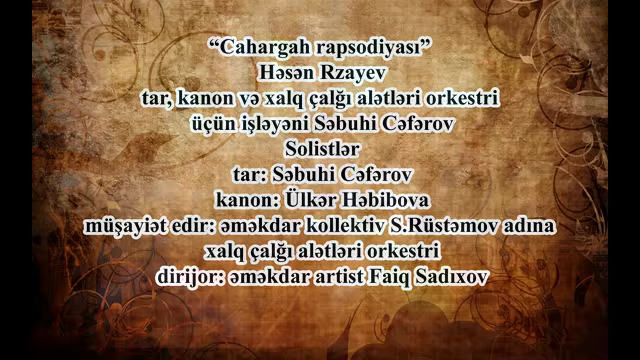 “Cahargah rapsodiyası”
Həsən Rzayev
tar, kanon və xalq çalğı alətləri orkestri
üçün işləyəni Səbuhi Cəfərov
Solistlər
tar: Səbuhi Cəfərov
kanon: Ülkər Həbibova
müşayiət edir: əməkdar kollektiv S.Rüstəmov adına
xalq çalğı alətləri orkestri
dirijor: əməkdar artist Faiq Sadıxov